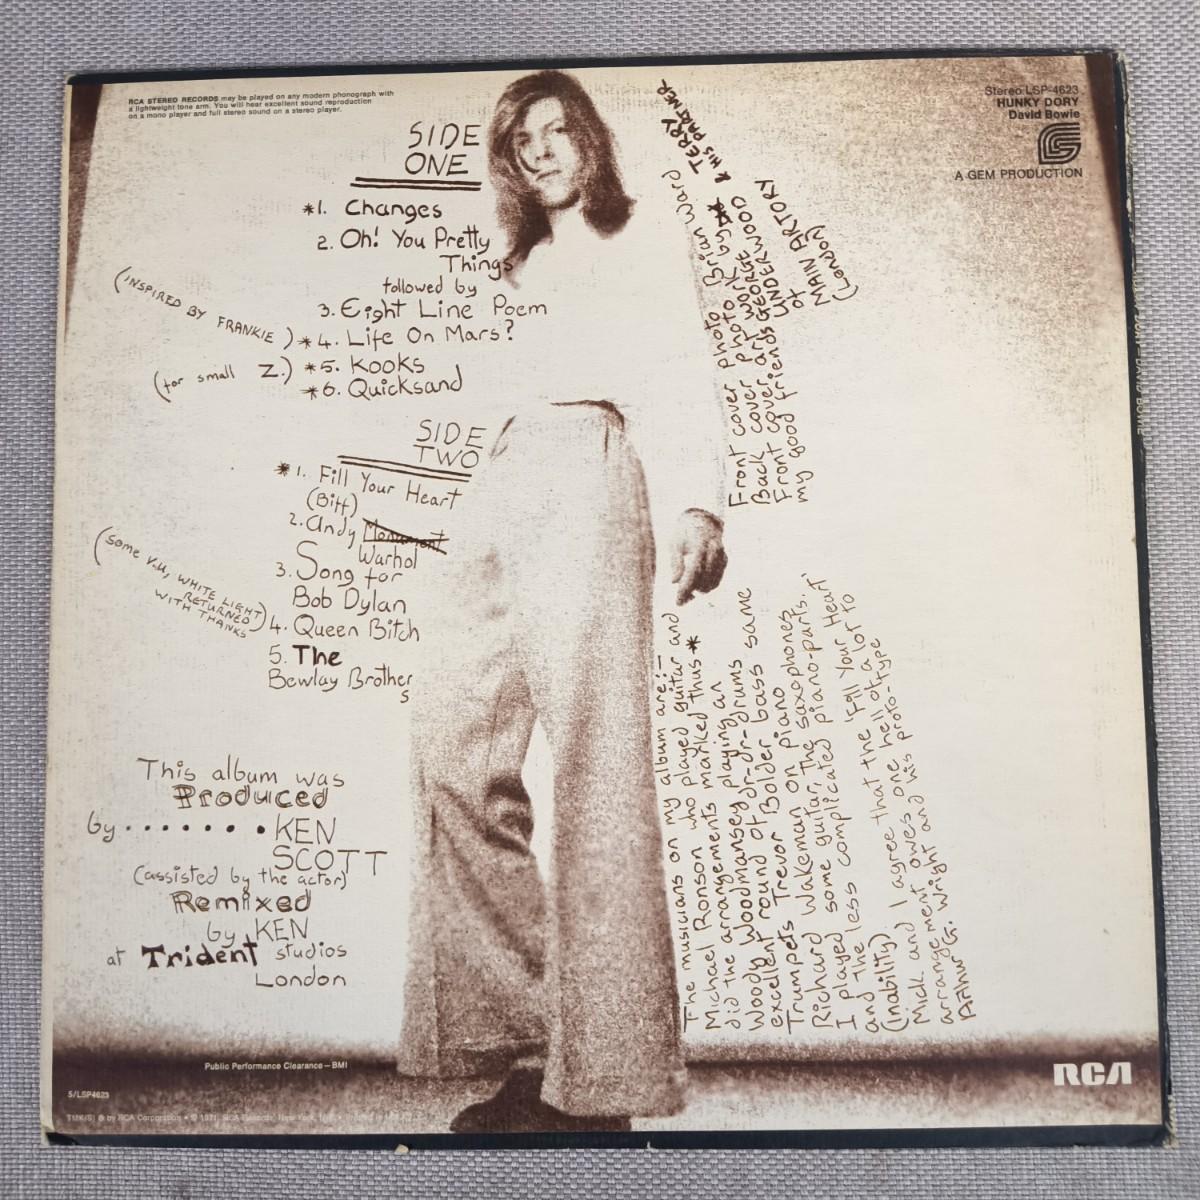 RCA STEREO RECORDS may be played on any modern phonograph with
a lightweight tone arm. You will hear excellent sound reproduction
on a mono player and full stereo sound on a stereo player.
Stereo LSP-4623
HUNKY DORY
David Bowie
A GEM PRODUCTION
SIDE
ONE
*1. Changes
2. Oh! You Pretty
Things
followed by
3. Eight Line Poem
(INSPIRED BY FRANKIE) *4. Life On Mars?
(for small Z.) *5. Kooks
*6. Quicksand
SIDE
TWO
*1. Fill Your Heart
(Biff)
2. Andy
Warhol
3. Song for
Bob Dylan
(Some V.U, WHITE LIGHT
RETURNED
WITH THANKS)
4. Queen Bitch
5. The
Bewlay Brother
s
This album was
Produced
by........KEN
SCOTT
(assisted by the actor)
Remixed
by KEN
at Trident studios
London
Front cover photo Brian Ward
Back cover photo by
Front cover art work by TERRY & HIS PARTNER
my good friends GEORGE UNDERWOOD
of MAIN ARTORY
(London)
The musicians on my album are:-
Michael Ronson who played guitar and
did the arrangements marked thus *
Woody Woodmansey playing an
excellent round of dr-dr-drums
Trumpets Trevor Bolder bass same
Richard Wakeman on piano
I played some guitar, the saxophones,
and the less complicated piano-parts.
(inability)
Mick and I agree that the 'Fill Your Heart'
arrangement owes one hell of a lot to
Arthur G. Wright and his proto-type
Public Performance Clearance—BMI
S/LSP4623
RCA